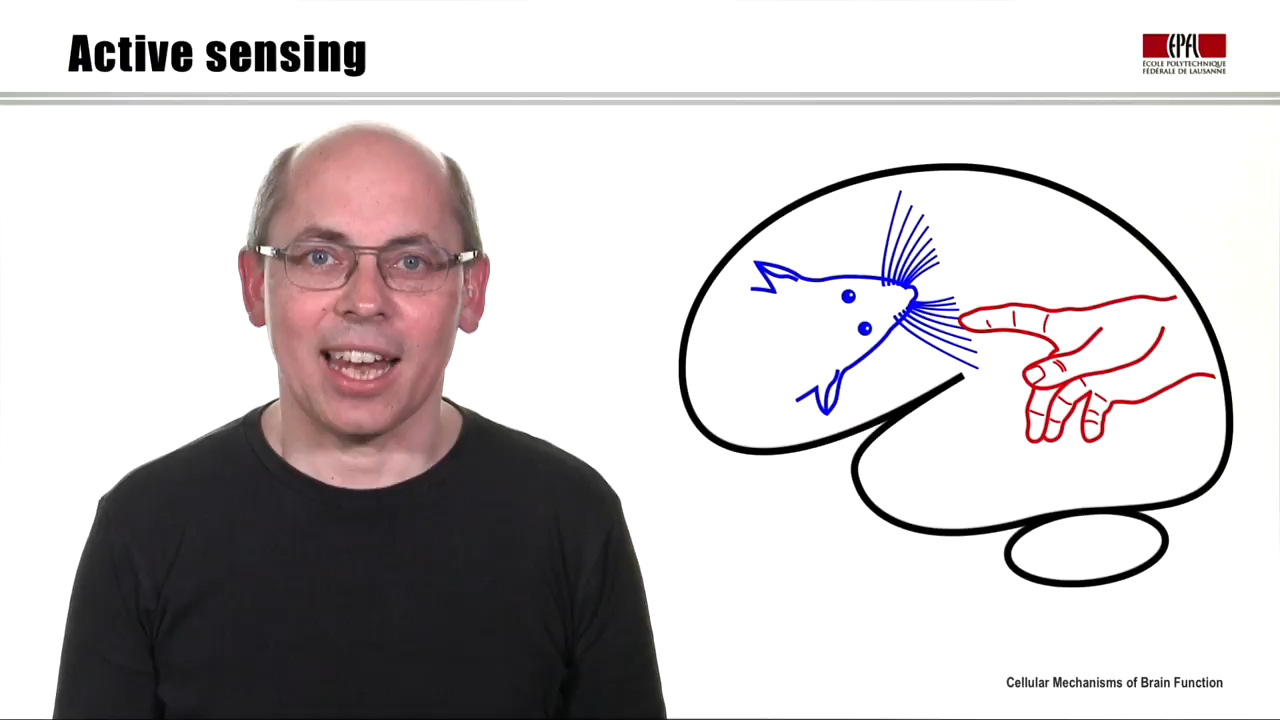 Active sensing
EPFL
ÉCOLE POLYTECHNIQUE
FÉDÉRALE DE LAUSANNE
Cellular Mechanisms of Brain Function